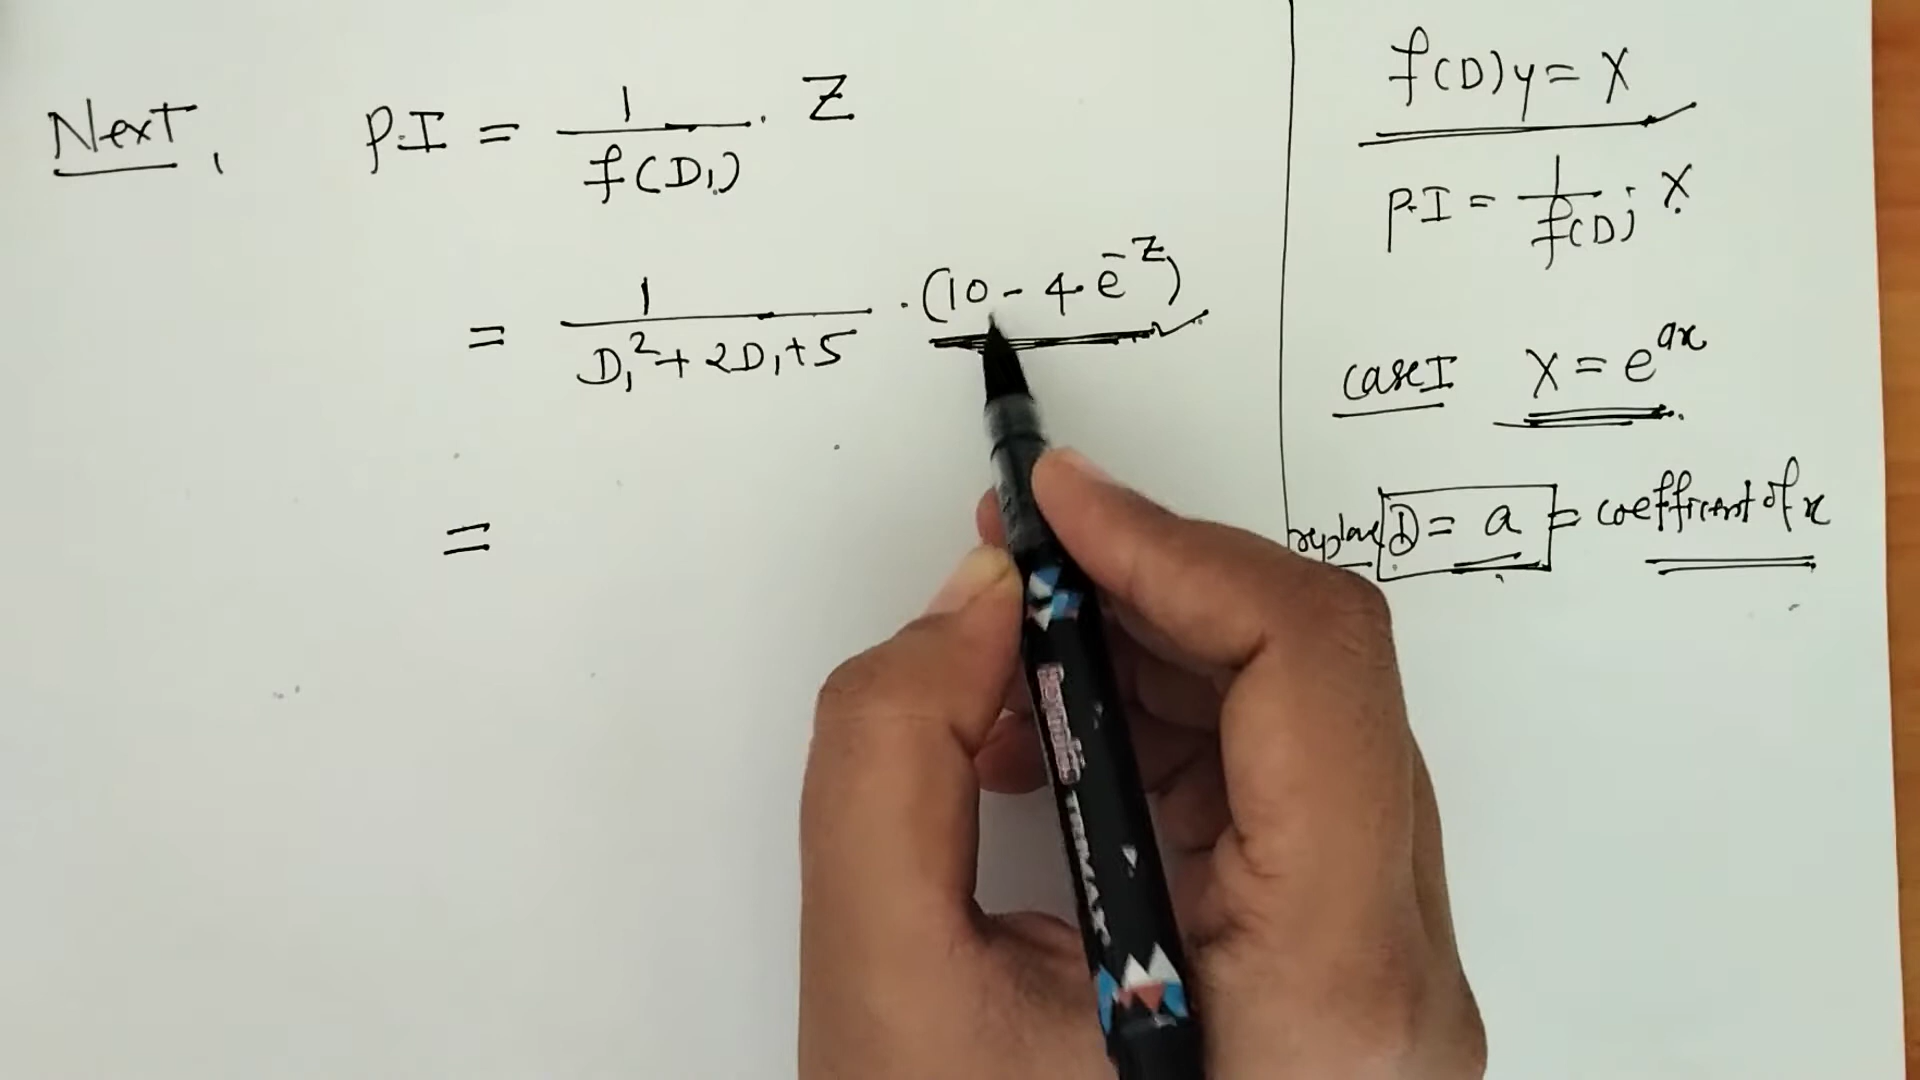 Next, P.I = 1/f(D₁) . Z
= 1/(D₁² + 2D₁ + 5) . (10 - 4e^-z)
=
f(D)y = X
P.I = 1/f(D) ; X
case I X = e^ax
replace D = a = coefficient of x